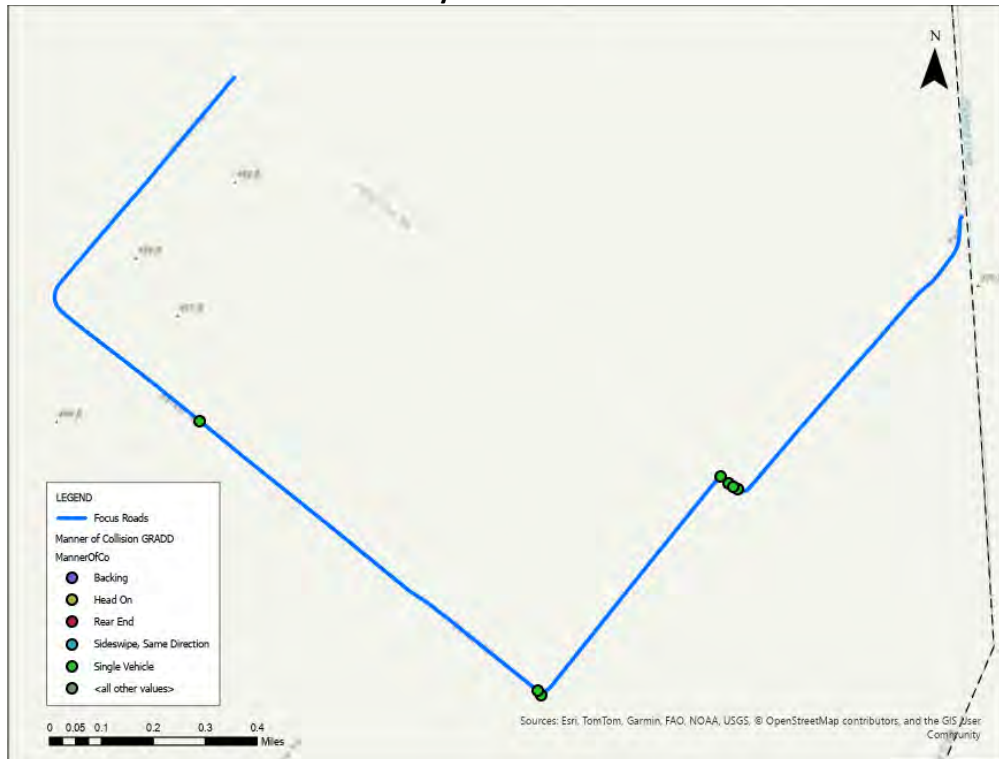 N
LEGEND
Focus Roads
Manner of Collision GRADD
MannerOfCo
Backing
Head On
Rear End
Sideswipe, Same Direction
Single Vehicle
<all other values>
0 0.05 0.1 0.2 0.3 0.4
Miles
Sources: Esri, TomTom, Garmin, FAO, NOAA, USGS, © OpenStreetMap contributors, and the GIS User
Community